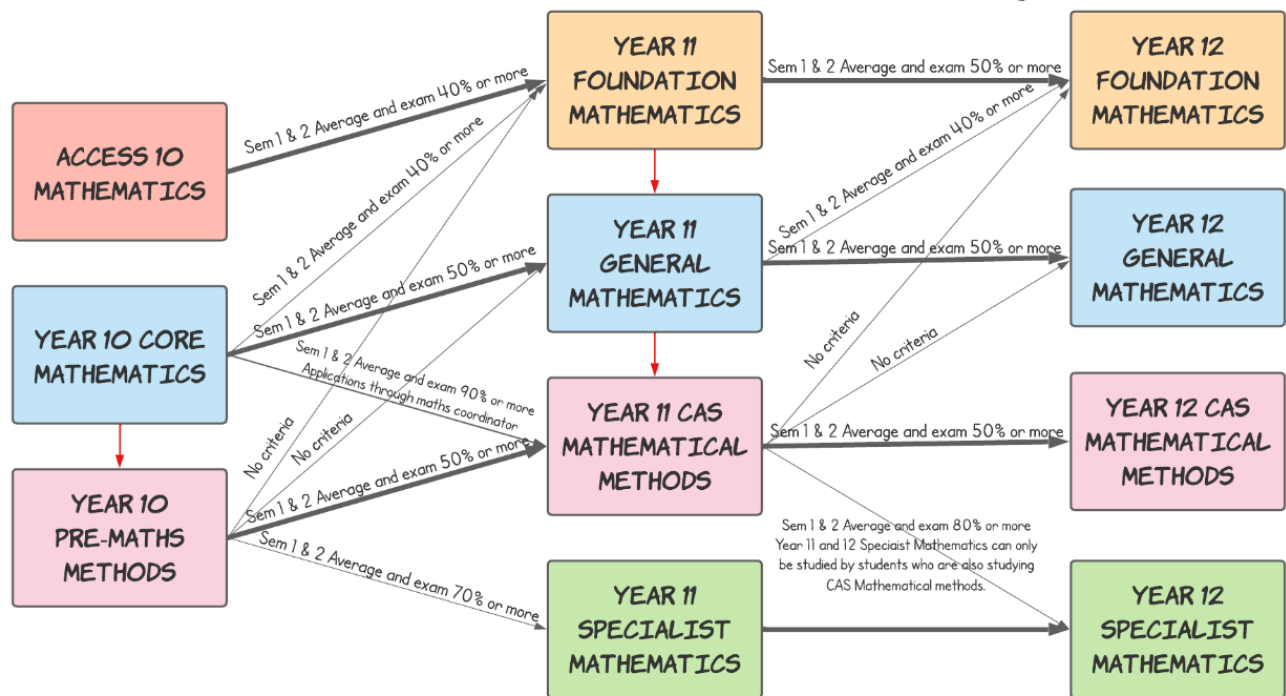 YEAR 11
FOUNDATION
MATHEMATICS
Sem 1 & 2 Average and exam 50% or more
YEAR 12
FOUNDATION
MATHEMATICS
Sem 1 & 2 Average and exam 40% or more
ACCESS 10
MATHEMATICS
Sem 1 & 2 Average and exam 40% or more
Sem 1 & 2 Average and exam 40% or more
YEAR 11
GENERAL
MATHEMATICS
Sem 1 & 2 Average and exam 50% or more
YEAR 12
GENERAL
MATHEMATICS
YEAR 10 CORE
MATHEMATICS
Sem 1 & 2 Average and exam 50% or more
Sem 1 & 2 Average and exam 90% or more
Applications through maths coordinator
No criteria
No criteria
No criteria
No criteria
YEAR 11 CAS
MATHEMATICAL
METHODS
Sem 1 & 2 Average and exam 50% or more
YEAR 12 CAS
MATHEMATICAL
METHODS
YEAR 10
PRE-MATHS
METHODS
Sem 1 & 2 Average and exam 50% or more
Sem 1 & 2 Average and exam 70% or more
Sem 1 & 2 Average and exam 80% or more
Year 11 and 12 Speciaist Mathematics can only
be studied by students who are also studying
CAS Mathematical methods.
YEAR 11
SPECIALIST
MATHEMATICS
YEAR 12
SPECIALIST
MATHEMATICS